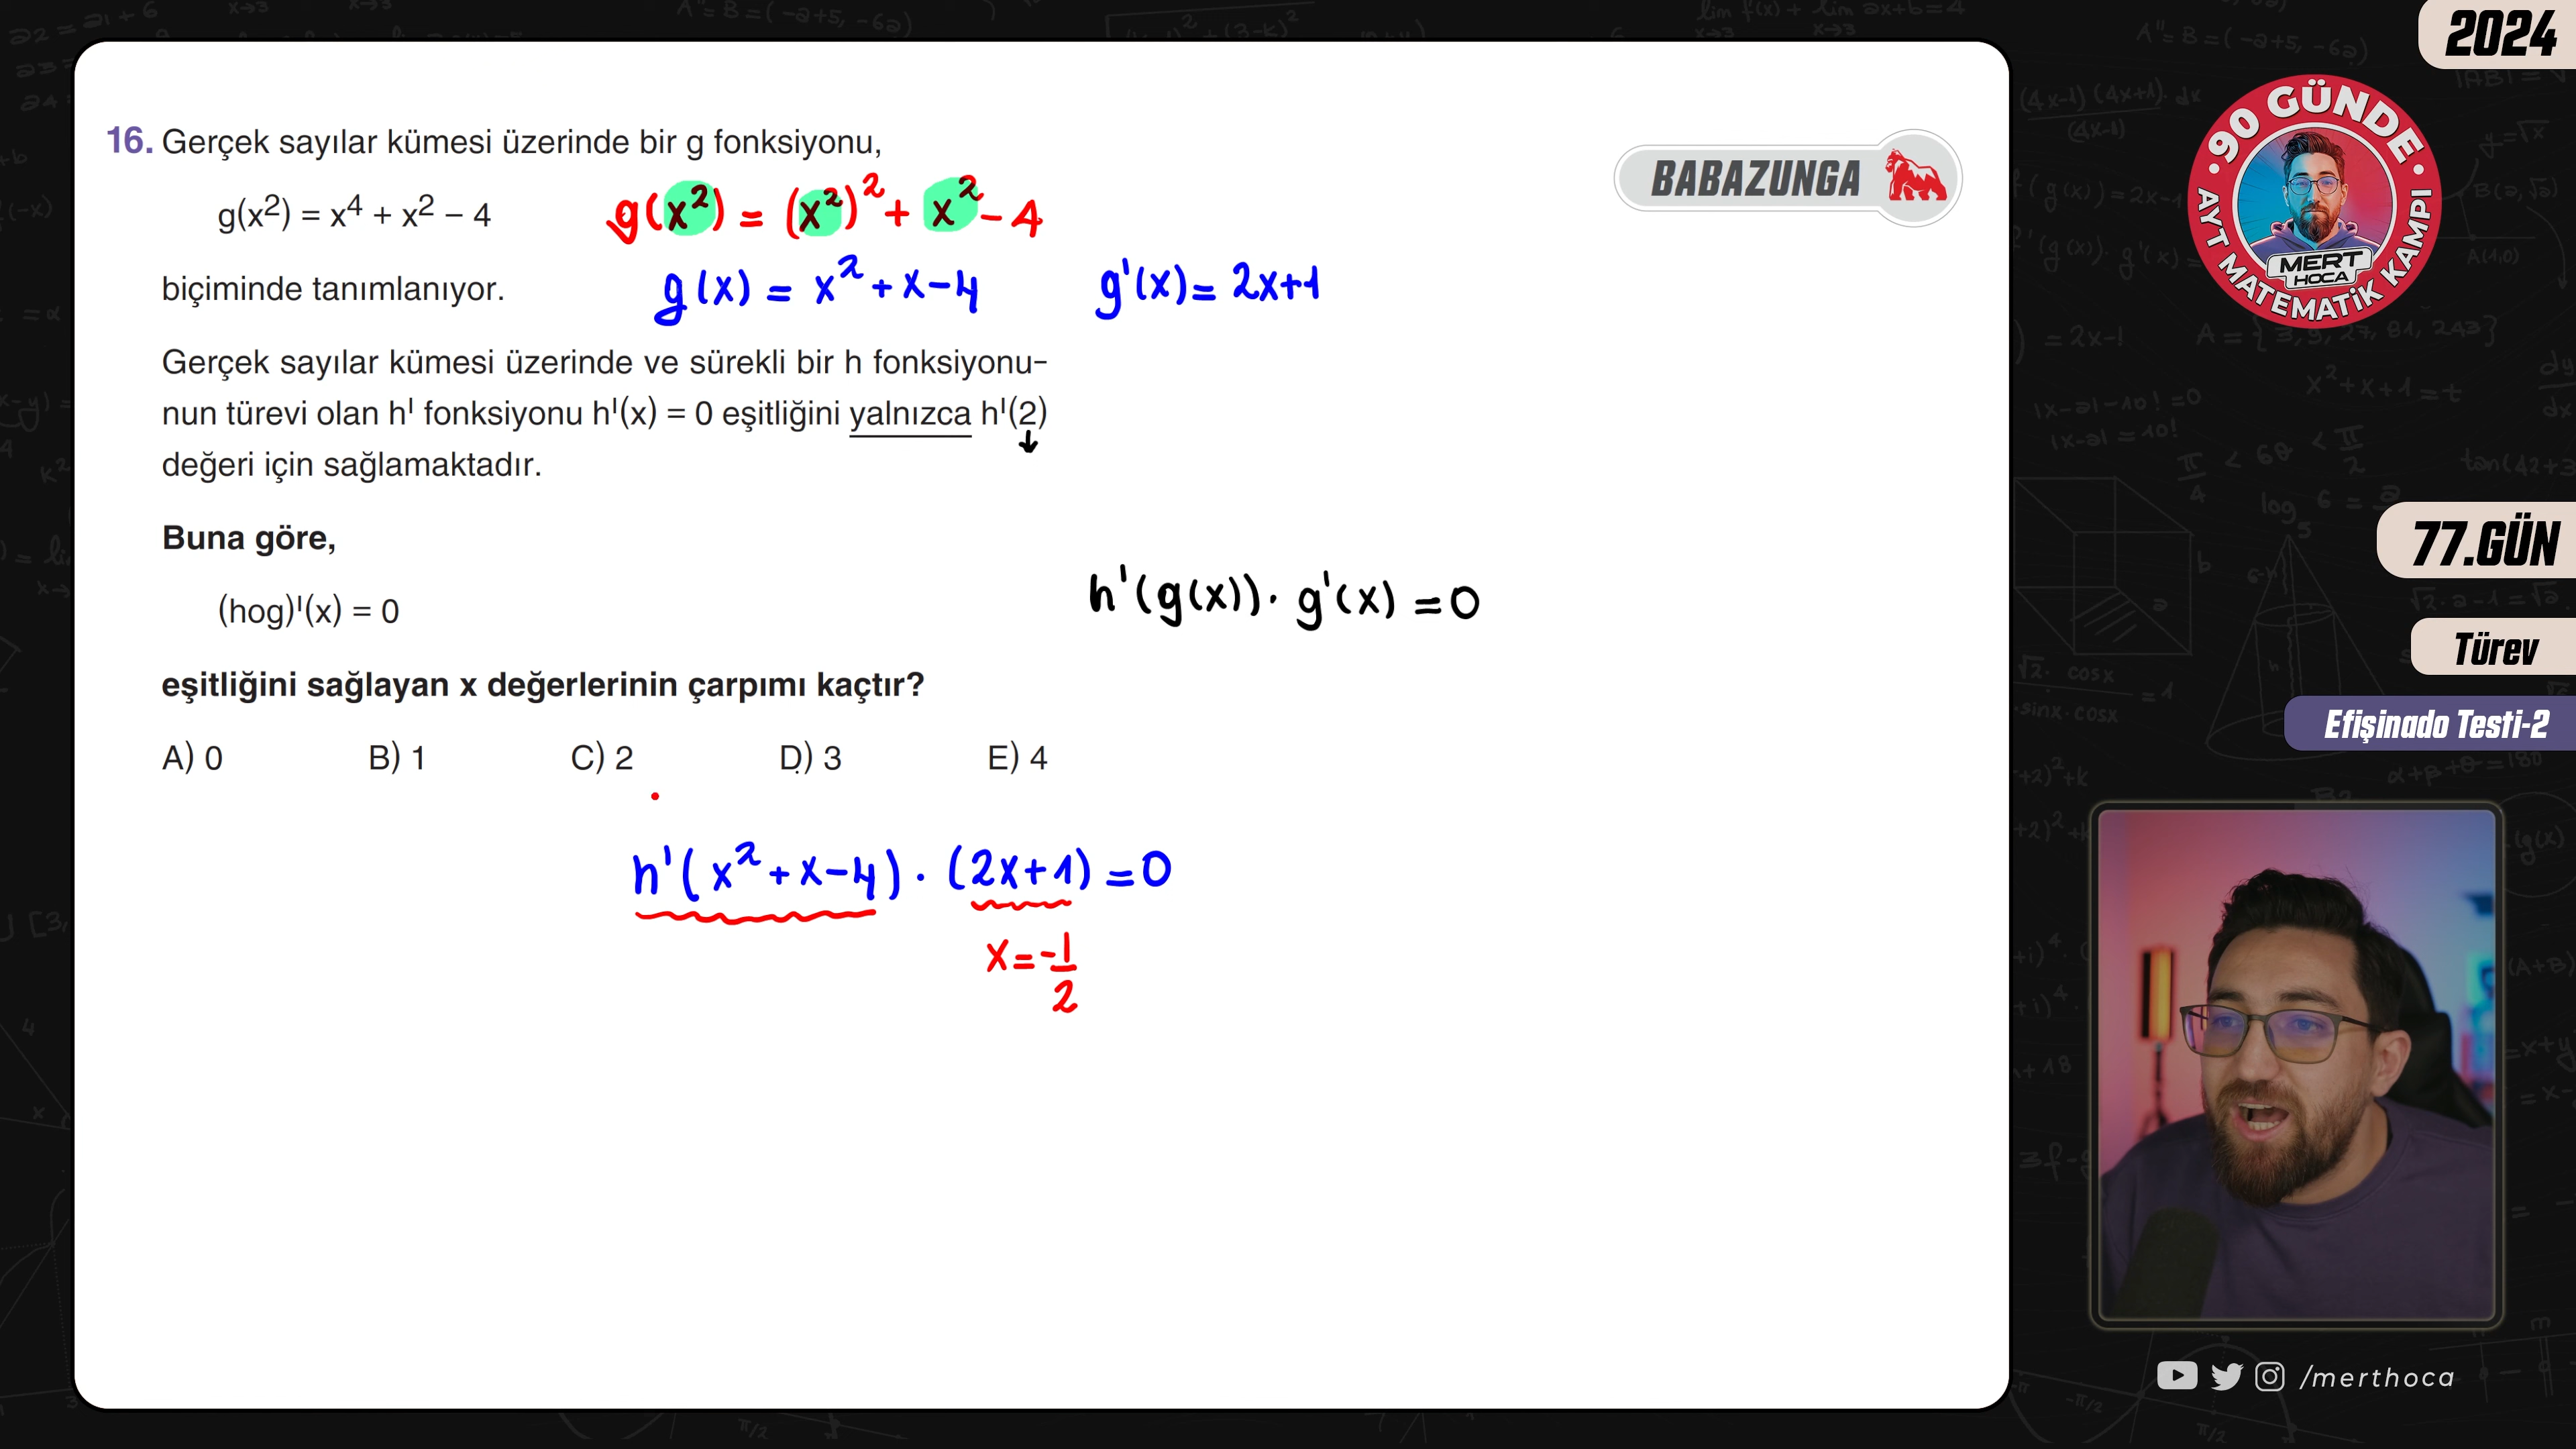 2024
90 GÜNDE
AYT MATEMATİK KAMPI
MERT
HOCA
BABAZUNGA
16. Gerçek sayılar kümesi üzerinde bir g fonksiyonu,
g(x²) = x⁴ + x² – 4
g(x²) = (x²)² + x² – 4
biçiminde tanımlanıyor.
g(x) = x² + x – 4
g'(x) = 2x+1
Gerçek sayılar kümesi üzerinde ve sürekli bir h fonksiyonu-
nun türevi olan hᴵ fonksiyonu hᴵ(x) = 0 eşitliğini yalnızca hᴵ(2)
değeri için sağlamaktadır.
Buna göre,
(hog)ᴵ(x) = 0
h'(g(x)) · g'(x) = 0
eşitliğini sağlayan x değerlerinin çarpımı kaçtır?
A) 0 B) 1 C) 2 D) 3 E) 4
h'(x² + x – 4) · (2x+1) = 0
x = -1/2
77.GÜN
Türev
Efişinado Testi-2
/merthoca